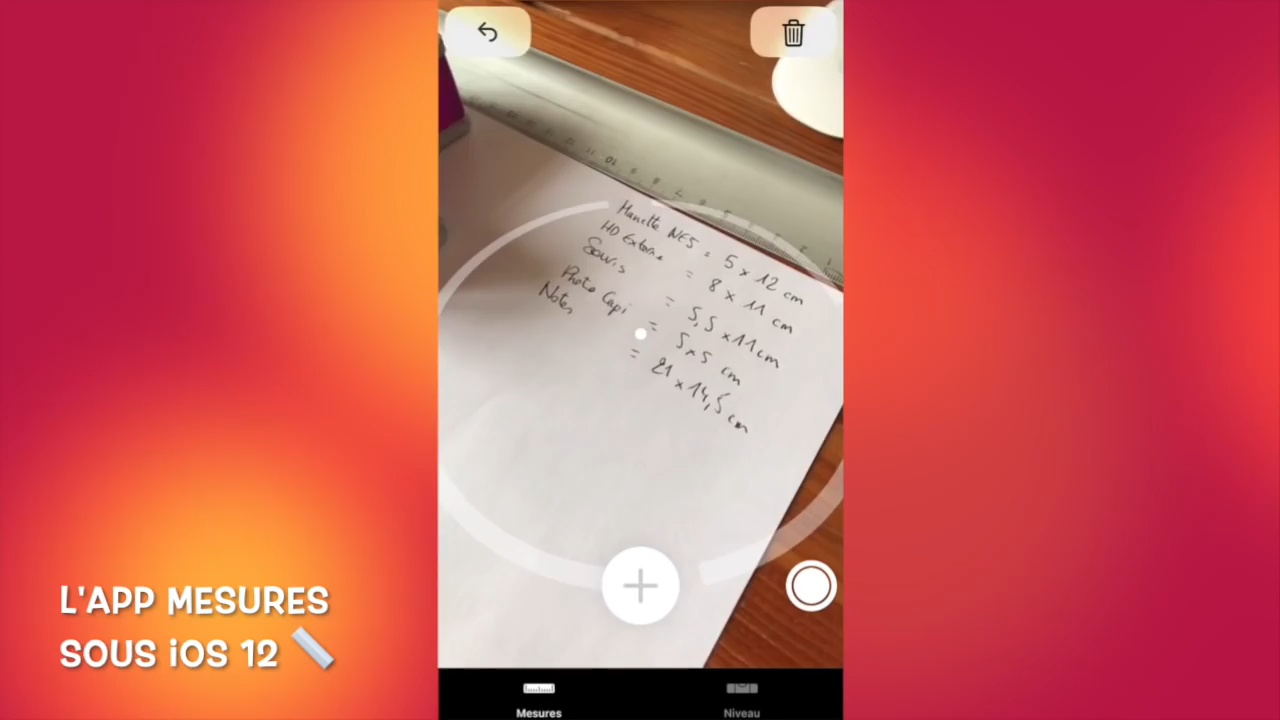 Manette NES = 5 x 12 cm
HD Externe = 8 x 11 cm
Souris = 5,5 x 11 cm
Photo Capi = 5 x 5 cm
Notes = 21 x 14,5 cm
L'APP MESURES
SOUS iOS 12
Mesures
Niveau